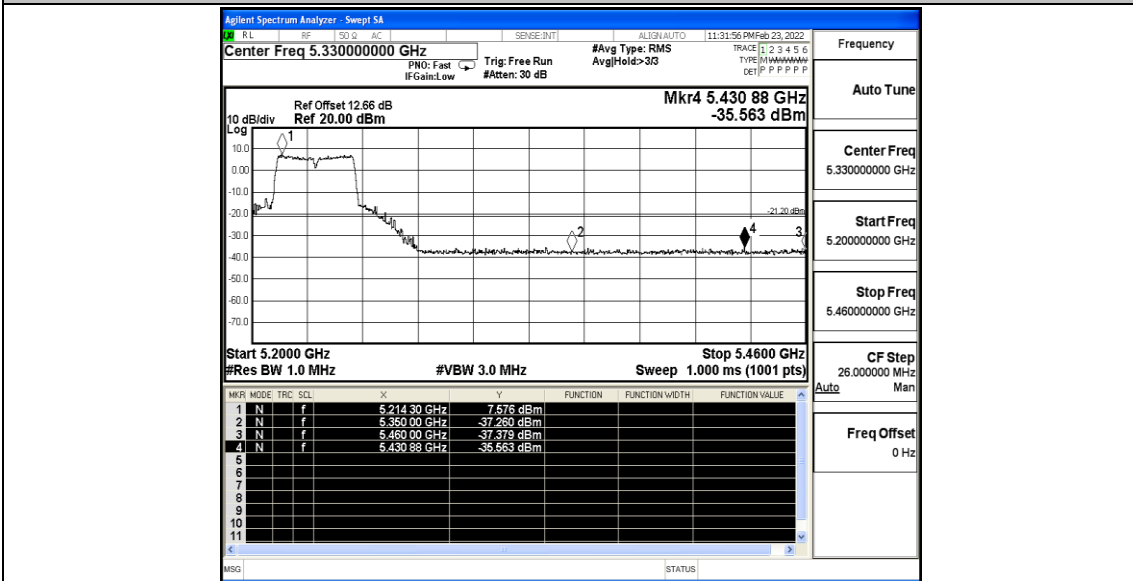 Agilent Spectrum Analyzer - Swept SA
RL RF 50 Ω AC SENSE:INT ALIGN AUTO 11:31:56 PM Feb 23, 2022
Center Freq 5.330000000 GHz
PNO: Fast
IFGain:Low
Trig: Free Run
#Atten: 30 dB
#Avg Type: RMS
Avg|Hold:>3/3
TRACE 1 2 3 4 5 6
TYPE M WWWWW
DET P P P P P P
Ref Offset 12.66 dB
10 dB/div Ref 20.00 dBm
Log
Mkr4 5.430 88 GHz
-35.563 dBm
10.0
0.00
-10.0
-20.0
-30.0
-40.0
-50.0
-60.0
-70.0
1
2
4
3
-21.20 dBm
Start 5.2000 GHz Stop 5.4600 GHz
#Res BW 1.0 MHz #VBW 3.0 MHz Sweep 1.000 ms (1001 pts)
MKR MODE TRC SCL X Y FUNCTION FUNCTION WIDTH FUNCTION VALUE
1 N f 5.214 30 GHz 7.576 dBm
2 N f 5.350 00 GHz -37.260 dBm
3 N f 5.460 00 GHz -37.379 dBm
4 N f 5.430 88 GHz -35.563 dBm
5
6
7
8
9
10
11
MSG STATUS
Frequency
Auto Tune
Center Freq
5.330000000 GHz
Start Freq
5.200000000 GHz
Stop Freq
5.460000000 GHz
CF Step
26.000000 MHz
Auto Man
Freq Offset
0 Hz